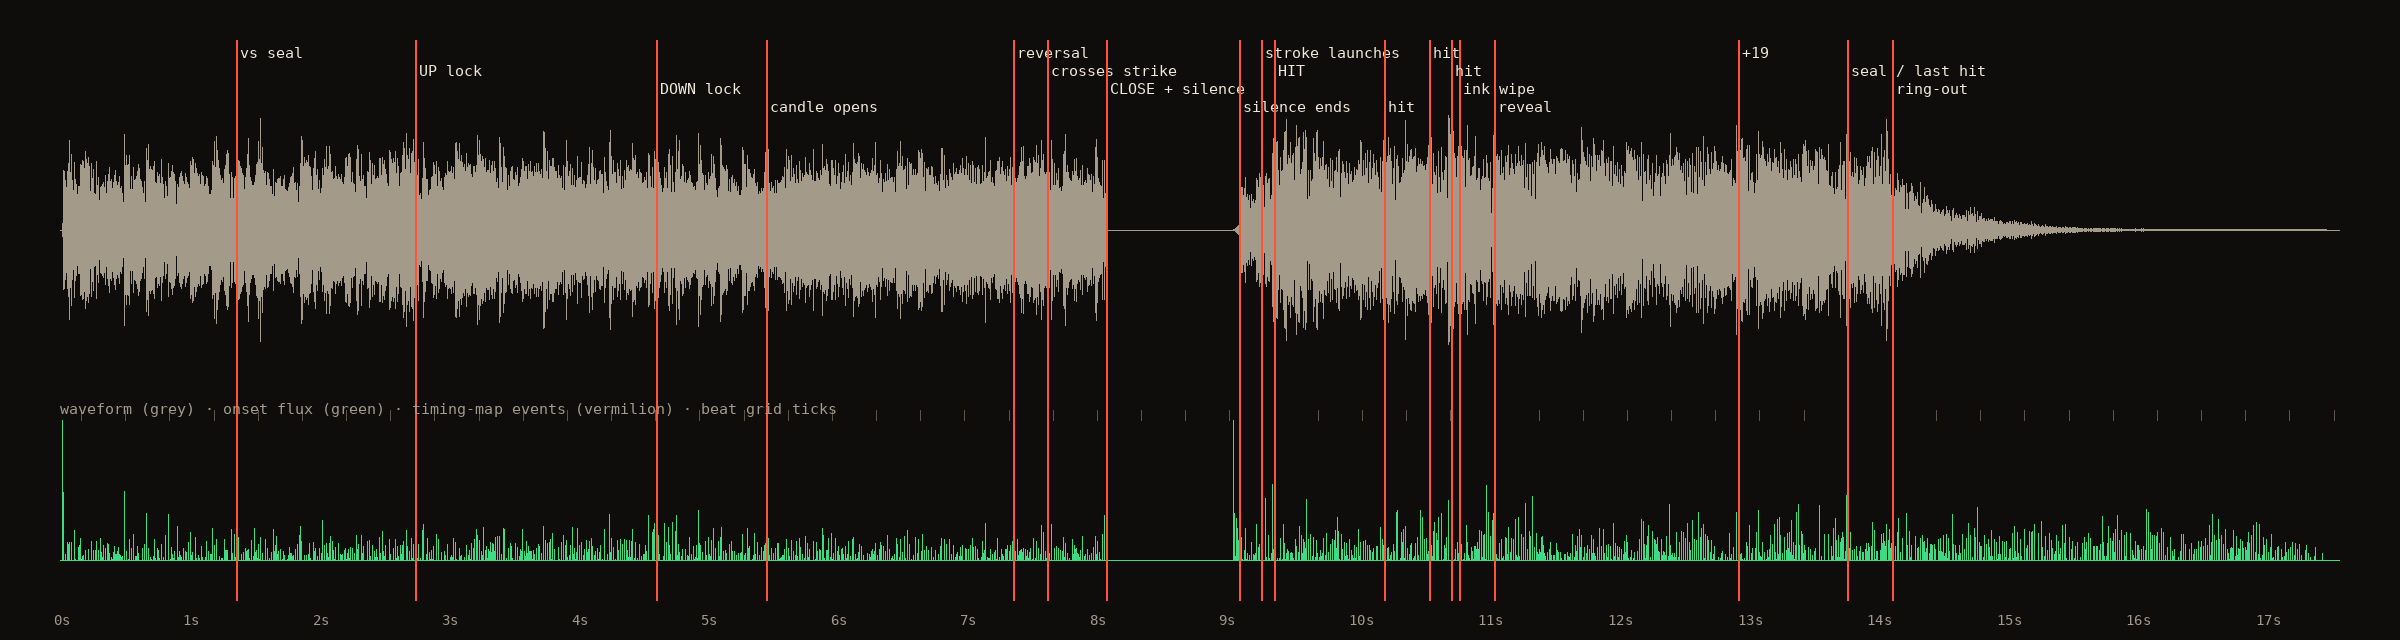 vs seal
reversal
stroke launches
hit
+19
UP lock
crosses strike
HIT
hit
seal / last hit
DOWN lock
CLOSE + silence
ink wipe
ring-out
candle opens
silence ends
hit
reveal
waveform (grey) · onset flux (green) · timing-map events (vermilion) · beat grid ticks
0s 1s 2s 3s 4s 5s 6s 7s 8s 9s 10s 11s 12s 13s 14s 15s 16s 17s